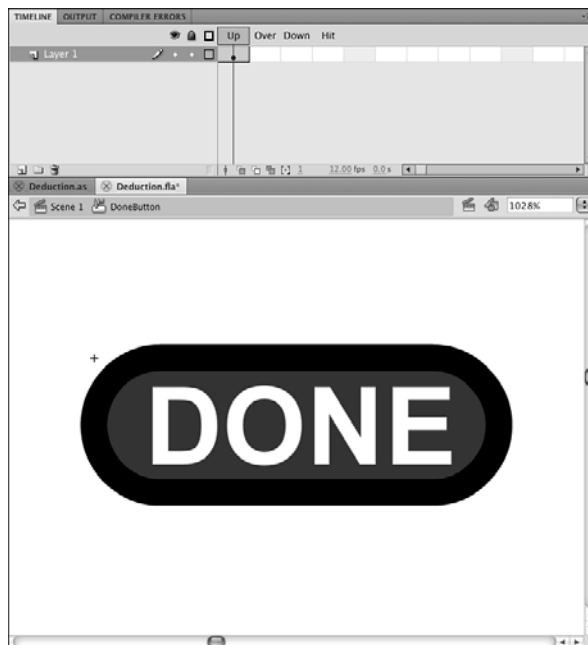 TIMELINE OUTPUT COMPILER ERRORS
Up Over Down Hit
Layer 1
1 12.00 fps 0.0 s
Deduction.as Deduction.fla*
Scene 1 DoneButton 1028%
DONE